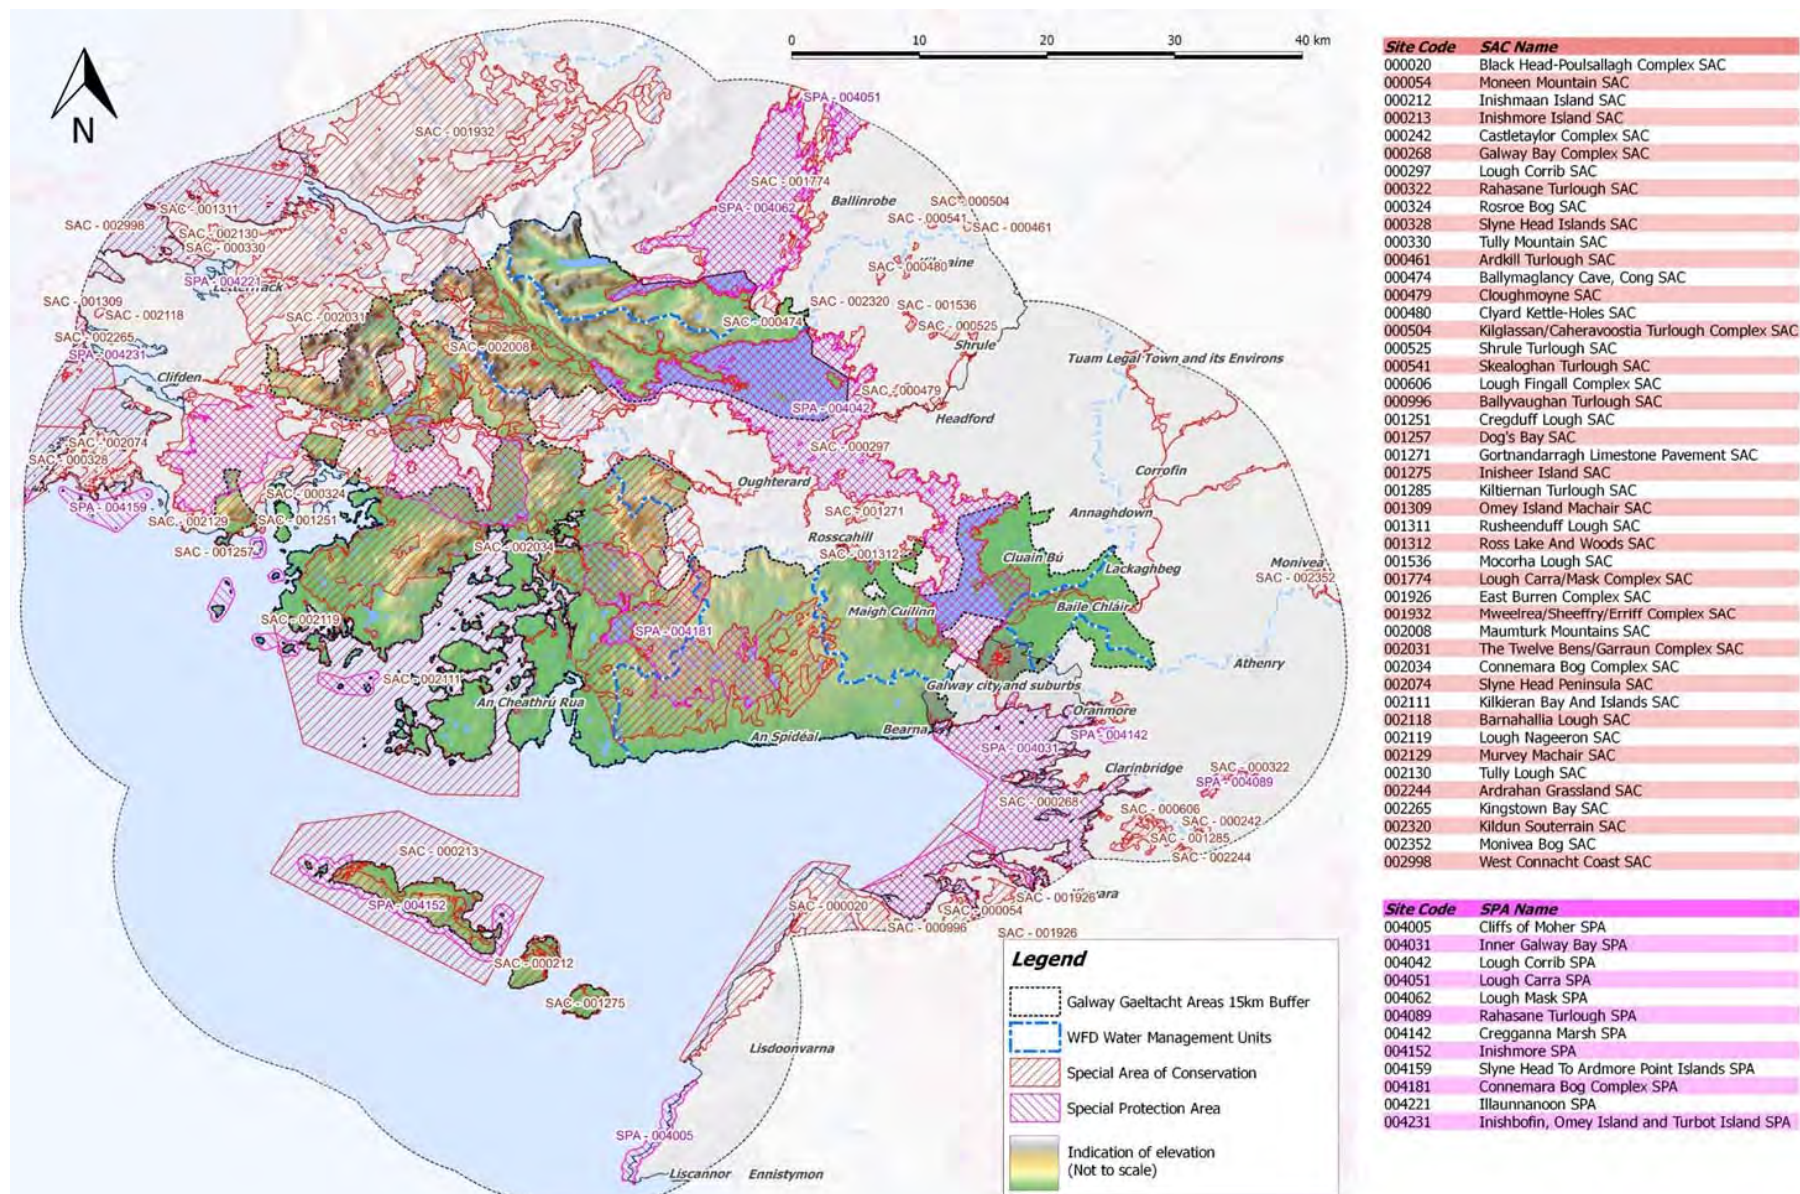 0 10 20 30 40 km
N
SPA - 004051
SAC - 001932
SAC - 001774
SPA - 004062
Ballinrobe
SAC - 000504
SAC - 000541
SAC - 000461
SAC - 001311
SAC - 002998
SAC - 002130
SAC - 000330
SAC - 000480
SPA - 004221
Letterfrack
SAC - 001309
SAC - 002118
SAC - 002031
SAC - 002320
SAC - 001536
SAC - 000474
SAC - 000525
SAC - 002265
SAC - 002008
Shrule
SPA - 004231
Tuam Legal Town and its Environs
Clifden
SAC - 000479
SPA - 004042
Headford
SAC - 002074
SAC - 000297
SAC - 000328
Corrofin
Oughterard
SAC - 000324
SPA - 004159
SAC - 002129
SAC - 001251
SAC - 001271
Annaghdown
Rosscahill
SAC - 001257
SAC - 002034
SAC - 001312
Cluain Bú
Lackaghbeg
Monivea
SAC - 002352
Maigh Cuilinn
Baile Chláir
SAC - 002119
SPA - 004181
Athenry
SAC - 002111
Galway city and suburbs
An Cheathrú Rua
Oranmore
An Spidéal
Bearna
SPA - 004142
SPA - 004031
Clarinbridge
SAC - 000322
SPA - 004089
SAC - 000268
SAC - 000606
SAC - 000242
SAC - 001285
SAC - 000213
SAC - 002244
SPA - 004152
SAC - 000020
SAC - 001926
SAC - 000054
SAC - 000996
SAC - 001926
SAC - 000212
SAC - 001275
Lisdoonvarna
SPA - 004005
Liscannor
Ennistymon
Legend
Galway Gaeltacht Areas 15km Buffer
WFD Water Management Units
Special Area of Conservation
Special Protection Area
Indication of elevation
(Not to scale)
Site Code SAC Name
000020 Black Head-Poulsallagh Complex SAC
000054 Moneen Mountain SAC
000212 Inishmaan Island SAC
000213 Inishmore Island SAC
000242 Castletaylor Complex SAC
000268 Galway Bay Complex SAC
000297 Lough Corrib SAC
000322 Rahasane Turlough SAC
000324 Rosroe Bog SAC
000328 Slyne Head Islands SAC
000330 Tully Mountain SAC
000461 Ardkill Turlough SAC
000474 Ballymaglancy Cave, Cong SAC
000479 Cloughmoyne SAC
000480 Clyard Kettle-Holes SAC
000504 Kilglassan/Caheravoostia Turlough Complex SAC
000525 Shrule Turlough SAC
000541 Skealoghan Turlough SAC
000606 Lough Fingall Complex SAC
000996 Ballyvaughan Turlough SAC
001251 Cregduff Lough SAC
001257 Dog's Bay SAC
001271 Gortnandarragh Limestone Pavement SAC
001275 Inisheer Island SAC
001285 Kiltiernan Turlough SAC
001309 Omey Island Machair SAC
001311 Rusheenduff Lough SAC
001312 Ross Lake And Woods SAC
001536 Mocorha Lough SAC
001774 Lough Carra/Mask Complex SAC
001926 East Burren Complex SAC
001932 Mweelrea/Sheeffry/Erriff Complex SAC
002008 Maumturk Mountains SAC
002031 The Twelve Bens/Garraun Complex SAC
002034 Connemara Bog Complex SAC
002074 Slyne Head Peninsula SAC
002111 Kilkieran Bay And Islands SAC
002118 Barnahallia Lough SAC
002119 Lough Nageeron SAC
002129 Murvey Machair SAC
002130 Tully Lough SAC
002244 Ardrahan Grassland SAC
002265 Kingstown Bay SAC
002320 Kildun Souterrain SAC
002352 Monivea Bog SAC
002998 West Connacht Coast SAC
Site Code SPA Name
004005 Cliffs of Moher SPA
004031 Inner Galway Bay SPA
004042 Lough Corrib SPA
004051 Lough Carra SPA
004062 Lough Mask SPA
004089 Rahasane Turlough SPA
004142 Cregganna Marsh SPA
004152 Inishmore SPA
004159 Slyne Head To Ardmore Point Islands SPA
004181 Connemara Bog Complex SPA
004221 Illaunnanoon SPA
004231 Inishbofin, Omey Island and Turbot Island SPA